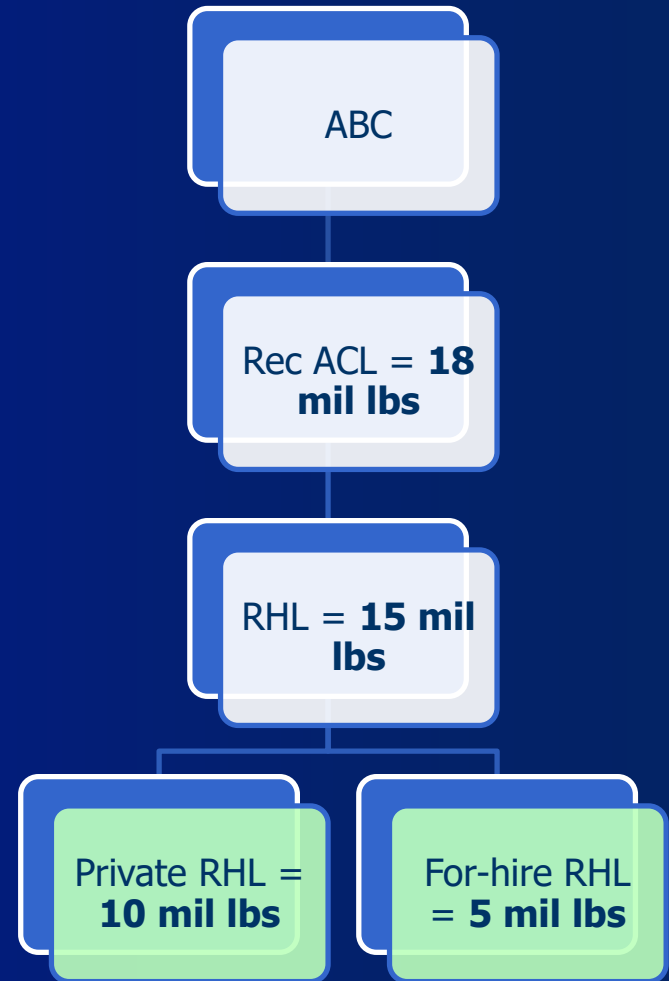 ABC
Rec ACL = 18
mil lbs
RHL = 15 mil
lbs
Private RHL =
10 mil lbs
For-hire RHL
= 5 mil lbs